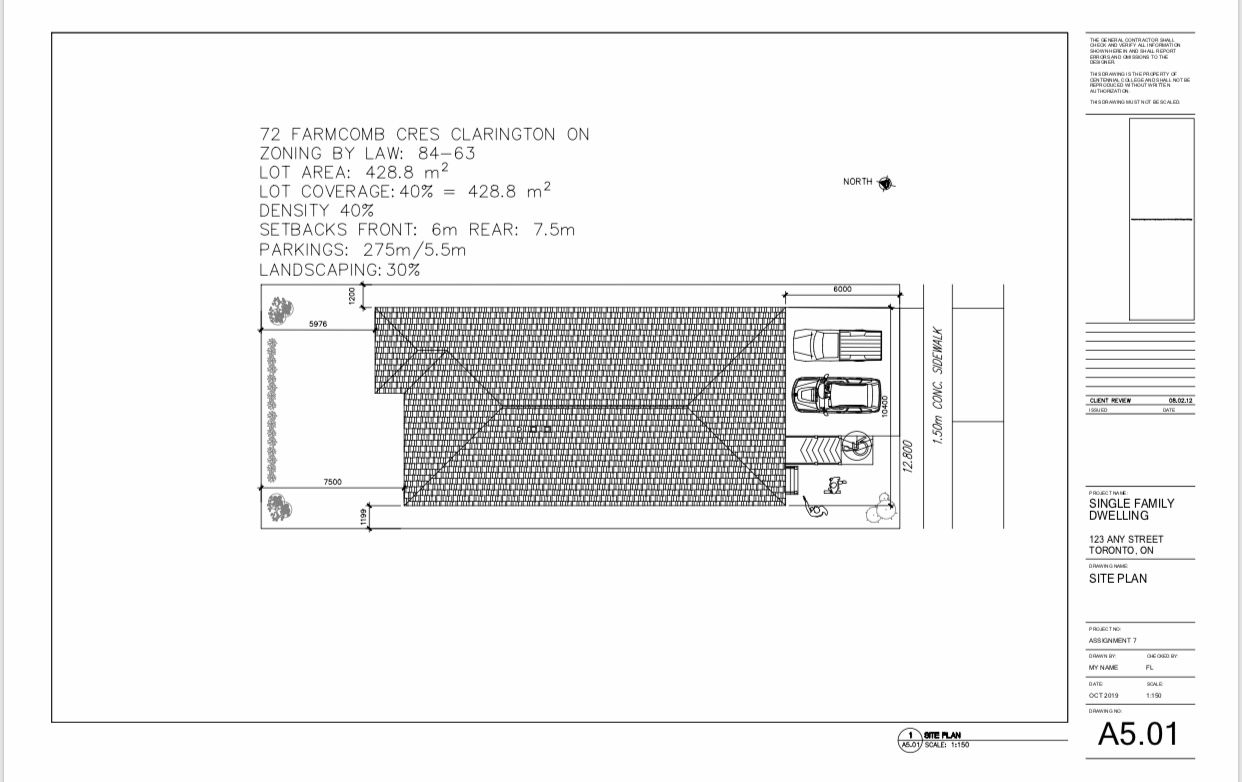 THE GENERAL CONTRACTOR SHALL
CHECK AND VERIFY ALL INFORMATION
SHOWN HEREIN AND SHALL REPORT
ERRORS AND OMISSIONS TO THE
DESIGNER.
THIS DRAWING IS THE PROPERTY OF
CENTENNIAL COLLEGE AND SHALL NOT BE
REPRODUCED WITHOUT WRITTEN
AUTHORIZATION.
THIS DRAWING MUST NOT BE SCALED.
72 FARMCOMB CRES CLARINGTON ON
ZONING BY LAW: 84-63
LOT AREA: 428.8 m²
LOT COVERAGE: 40% = 428.8 m²
DENSITY 40%
SETBACKS FRONT: 6m REAR: 7.5m
PARKINGS: 275m/5.5m
LANDSCAPING: 30%
NORTH
1200
6000
5976
10400
7500
1199
12.800
1.50m CONC. SIDEWALK
CLIENT REVIEW 08.02.12
ISSUED DATE
PROJECT NAME:
SINGLE FAMILY
DWELLING
123 ANY STREET
TORONTO, ON
DRAWING NAME:
SITE PLAN
PROJECT NO:
ASSIGNMENT 7
DRAWN BY: CHECKED BY:
MY NAME FL
DATE: SCALE:
OCT 2019 1:150
DRAWING NO:
A5.01
1 SITE PLAN
A5.01 SCALE: 1:150